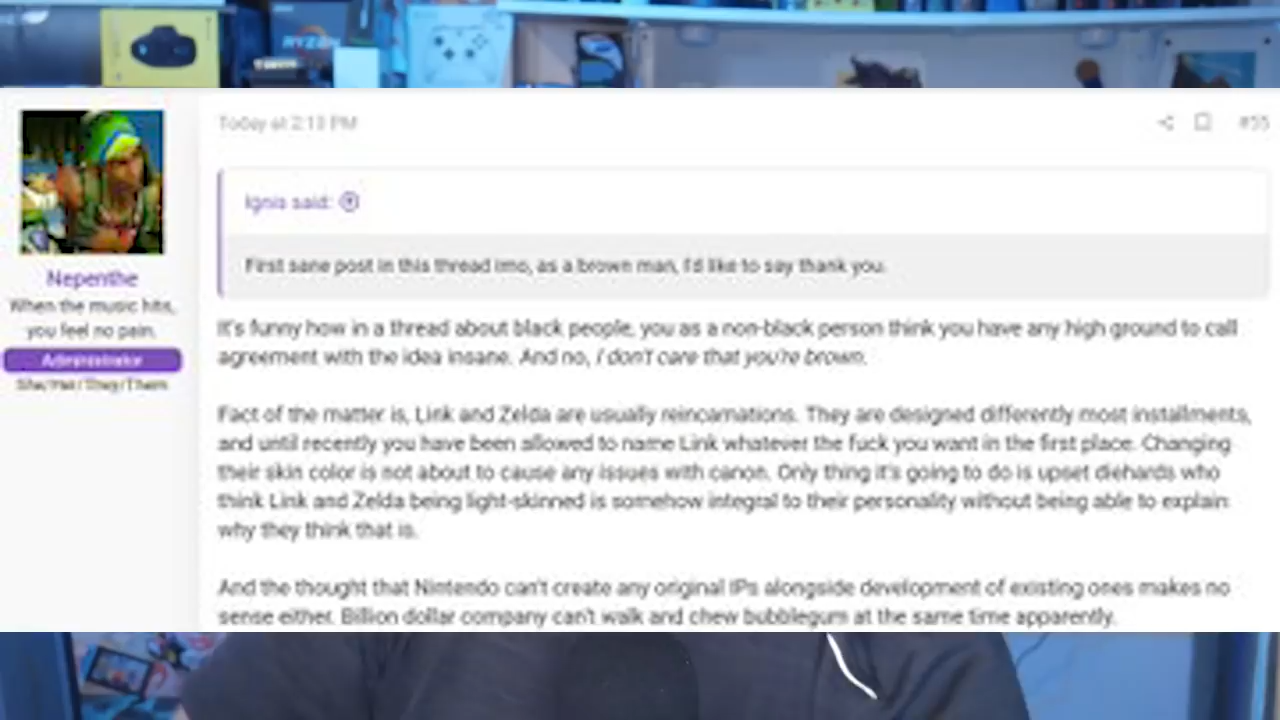 RYZEN
Today at 2:13 PM
#55
Ignis said:
First sane post in this thread imo, as a brown man, I'd like to say thank you.
Nepenthe
When the music hits,
you feel no pain.
Administrator
She/Her/They/Them
It's funny how in a thread about black people, you as a non-black person think you have any high ground to call
agreement with the idea insane. And no, I don't care that you're brown.
Fact of the matter is, Link and Zelda are usually reincarnations. They are designed differently most installments,
and until recently you have been allowed to name Link whatever the fuck you want in the first place. Changing
their skin color is not about to cause any issues with canon. Only thing it's going to do is upset diehards who
think Link and Zelda being light-skinned is somehow integral to their personality without being able to explain
why they think that is.
And the thought that Nintendo can't create any original IPs alongside development of existing ones makes no
sense either. Billion dollar company can't walk and chew bubblegum at the same time apparently.